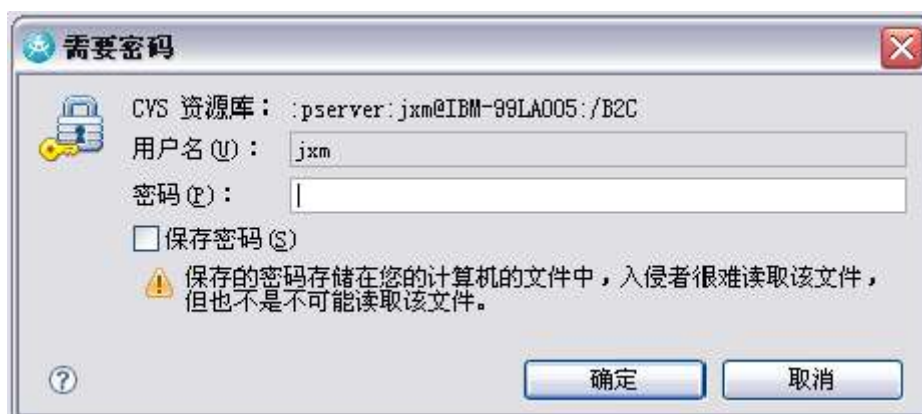 需要密码
CVS 资源库： :pserver:jxm@IBM-99LA005:/B2C
用户名(U)： jxm
密码(P)：
保存密码(S)
保存的密码存储在您的计算机的文件中，入侵者很难读取该文件，
但也不是不可能读取该文件。
确定 取消